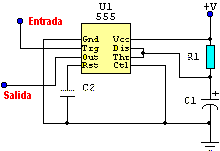 U1
+V
555
Entrada
Gnd Vcc
Trg Dis
Out Thr
Rst Ctl
R1
Salida
C2
C1
+